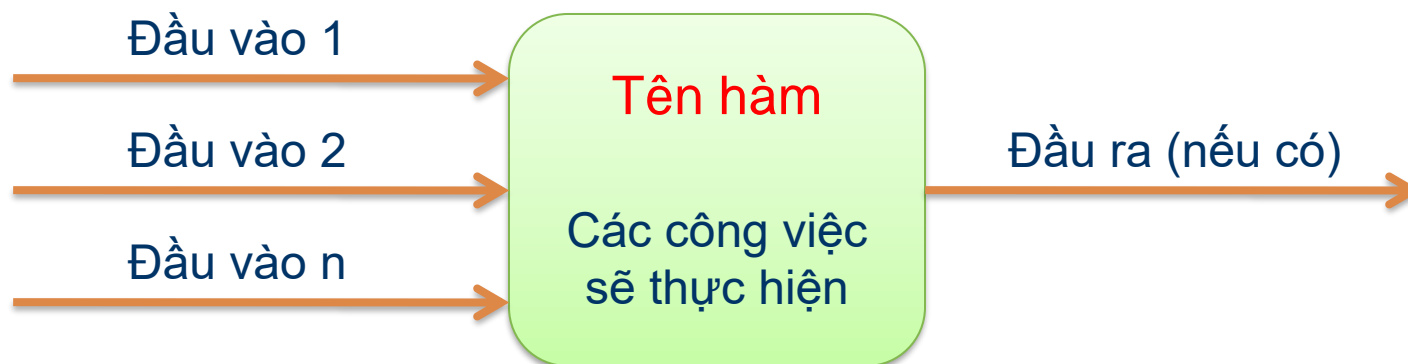 Đầu vào 1
Đầu vào 2
Đầu vào n
Tên hàm
Các công việc
sẽ thực hiện
Đầu ra (nếu có)